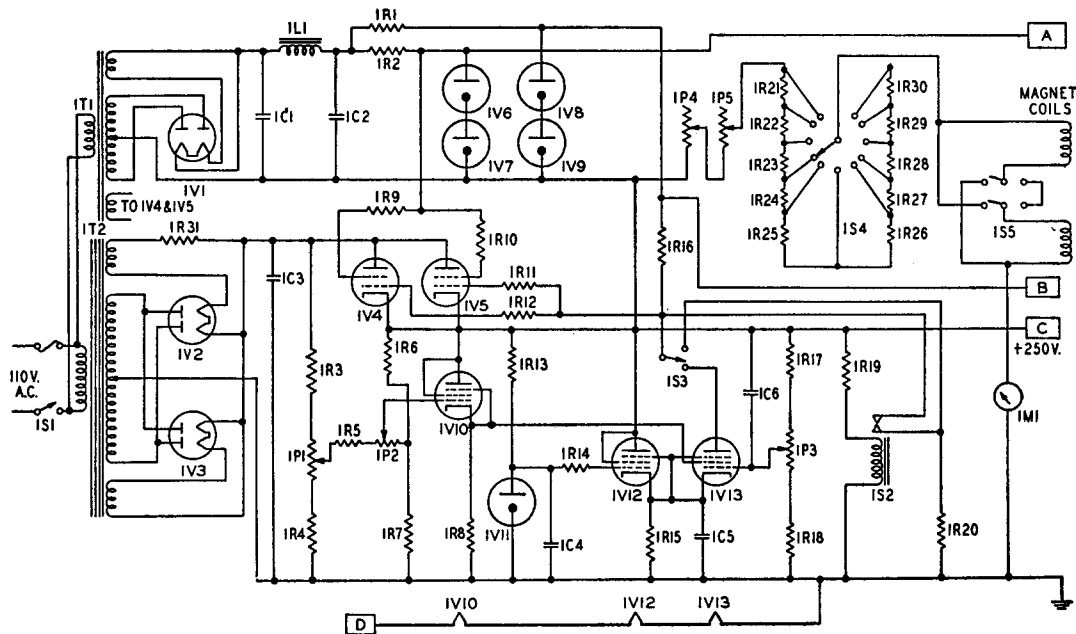 1R1
A
1L1
1R2
1R21
1R30
MAGNET
COILS
1P4
1P5
1T1
1C1
1C2
1V6
1V8
1R22
1R29
1V7
1V9
1R23
1R28
1V1
1R9
TO 1V4 & 1V5
1R24
1R27
1T2
1R31
1R10
1R16
1R25
1S4
1R26
1S5
1R11
B
1C3
1V4
1V5
1R12
C
+250V.
1V2
1R6
1R13
1R17
1R19
1R3
1S3
1C6
110V.
A.C.
1M1
1S1
1V10
1R5
1P1
1P2
1R14
1P3
1V3
1V12
1V13
1S2
1V11
1R4
1R7
1R8
1C4
1R15
1C5
1R18
1R20
1V10
1V12
1V13
D